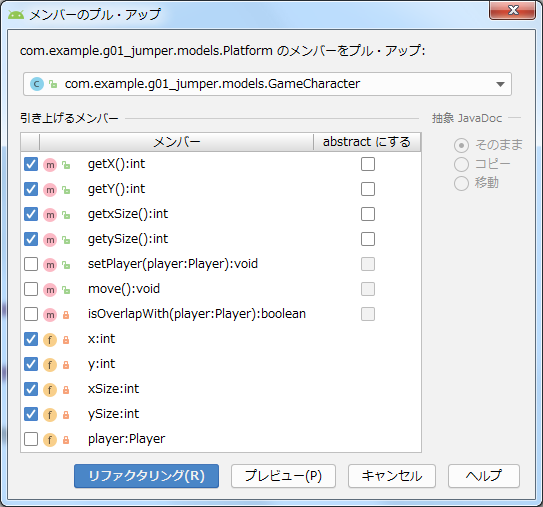 メンバーのプル・アップ
com.example.g01_jumper.models.Platform のメンバーをプル・アップ:
C com.example.g01_jumper.models.GameCharacter
引き上げるメンバー
抽象 JavaDoc
メンバー abstract にする
そのまま
コピー
移動
m getX():int
m getY():int
m getxSize():int
m getySize():int
m setPlayer(player:Player):void
m move():void
m isOverlapWith(player:Player):boolean
f x:int
f y:int
f xSize:int
f ySize:int
f player:Player
リファクタリング(R) プレビュー(P) キャンセル ヘルプ